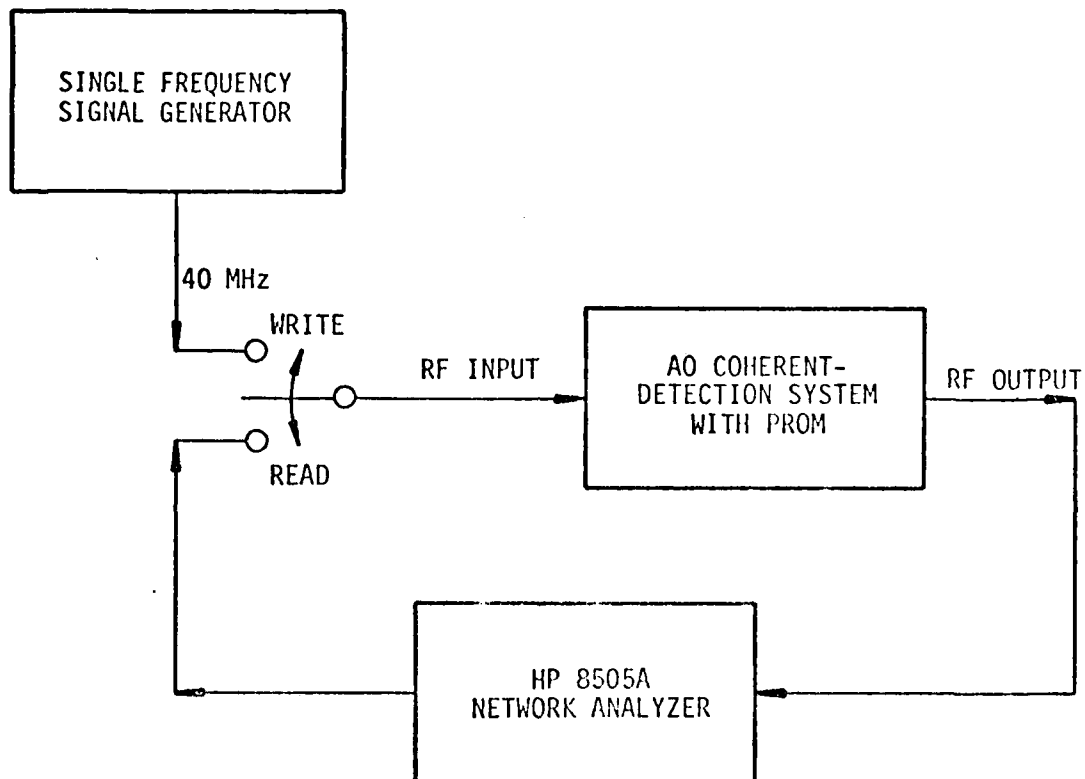 SINGLE FREQUENCY
SIGNAL GENERATOR
40 MHz
WRITE
RF INPUT
AO COHERENT-
DETECTION SYSTEM
WITH PROM
RF OUTPUT
READ
HP 8505A
NETWORK ANALYZER